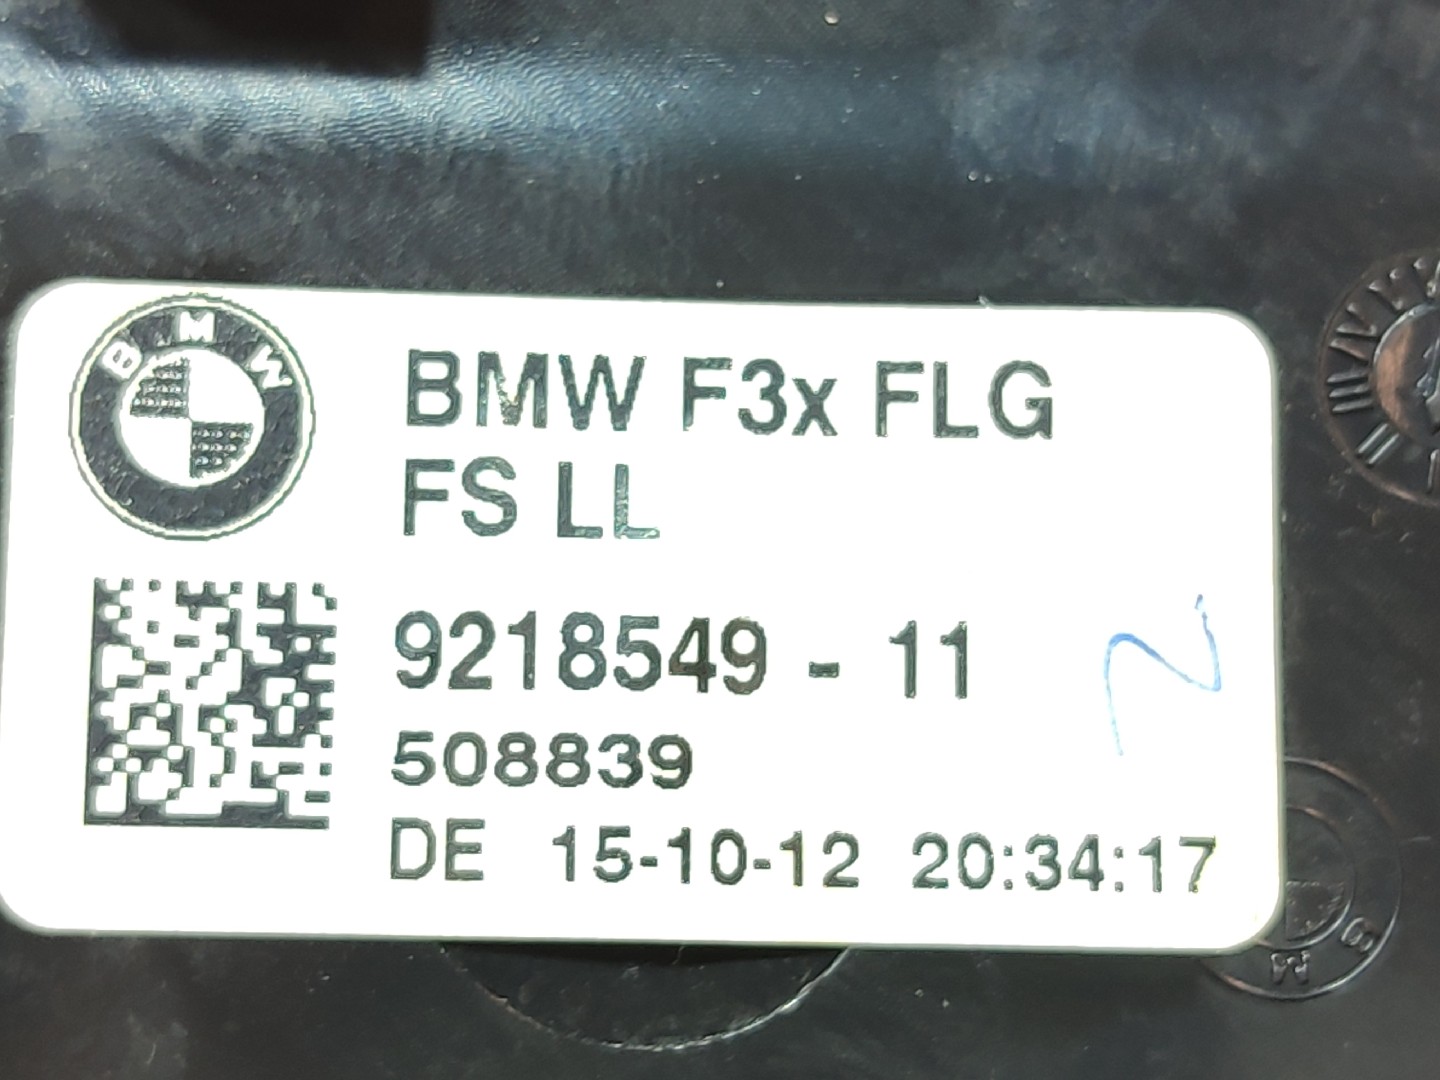 BMW
BMW F3x FLG
FS LL
9218549 - 11
508839
DE 15-10-12 20:34:17